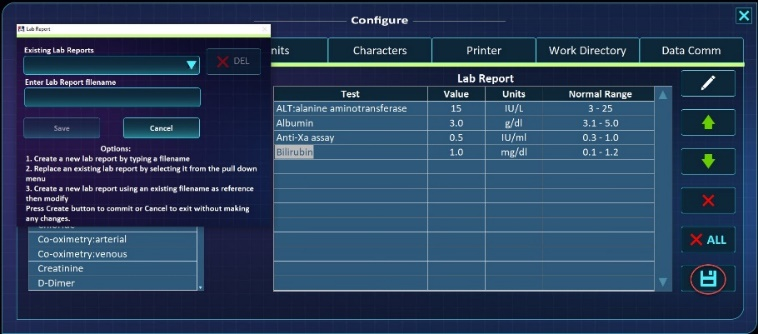 Configure
Lab Report
Existing Lab Reports
DEL
Enter Lab Report filename
Save
Cancel
Options:
1. Create a new lab report by typing a filename
2. Replace an existing lab report by selecting it from the pull down
menu
3. Create a new lab report using an existing filename as reference
then modify
Press Create button to commit or Cancel to exit without making
any changes.
Characters
Printer
Work Directory
Data Comm
Lab Report
Test Value Units Normal Range
ALT:alanine aminotransferase 15 IU/L 3 - 25
Albumin 3.0 g/dl 3.1 - 5.0
Anti-Xa assay 0.5 IU/ml 0.3 - 1.0
Bilirubin 1.0 mg/dl 0.1 - 1.2
Co-oximetry:arterial
Co-oximetry:venous
Creatinine
D-Dimer
ALL